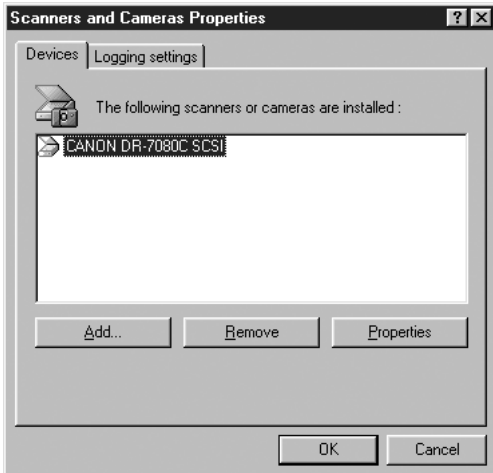 Scanners and Cameras Properties
Devices Logging settings
The following scanners or cameras are installed :
CANON DR-7080C SCSI
Add... Remove Properties
OK Cancel